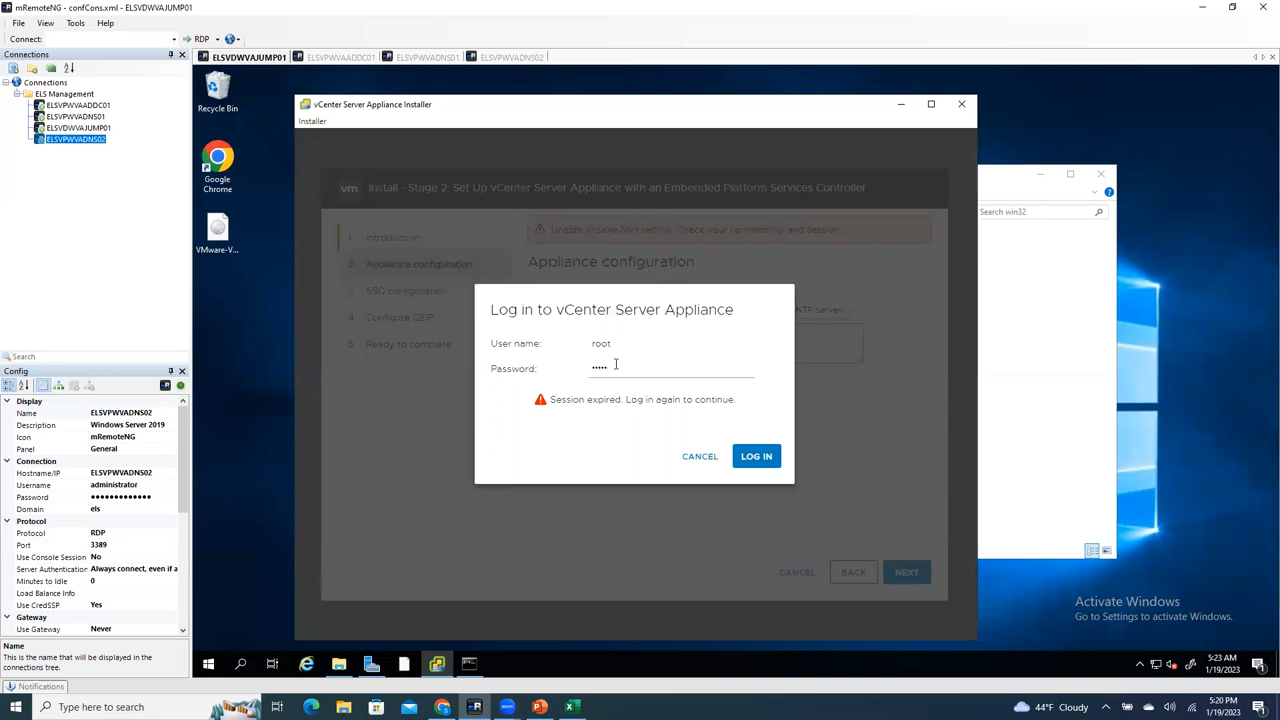 mRemoteNG - confCons.xml - ELSVDWVAJUMP01
File View Tools Help
Connect: RDP
Connections
Connections
ELS Management
ELSVPWVAADDC01
ELSVPWVADNS01
ELSVDWVAJUMP01
ELSVPWVADNS02
Search
Config
Display
Name ELSVPWVADNS02
Description Windows Server 2019
Icon mRemoteNG
Panel General
Connection
Hostname/IP ELSVPWVADNS02
Username administrator
Password •••••••••••••
Domain els
Protocol
Protocol RDP
Port 3389
Use Console Session No
Server Authentication Always connect, even if a
Minutes to Idle 0
Load Balance Info
Use CredSSP Yes
Gateway
Use Gateway Never
Name
This is the name that will be displayed in the
connections tree.
Notifications
ELSVDWVAJUMP01 ELSVPWVAADDC01 ELSVPWVADNS01 ELSVPWVADNS02
Recycle Bin
Google
Chrome
VMware-V...
vCenter Server Appliance Installer
Installer
vm Install - Stage 2: Set Up vCenter Server Appliance with an Embedded Platform Services Controller
1 Introduction
2 Appliance configuration
3 SSO configuration
4 Configure CEIP
5 Ready to complete
Unable to save SSH setting. Check your connectivity and session.
Appliance configuration
NTP server
Log in to vCenter Server Appliance
User name: root
Password: •••••
Session expired. Log in again to continue.
CANCEL LOG IN
CANCEL BACK NEXT
Search win32
Activate Windows
Go to Settings to activate Windows.
5:23 AM
1/19/2023
Type here to search
44°F Cloudy
5:20 PM
1/19/2023